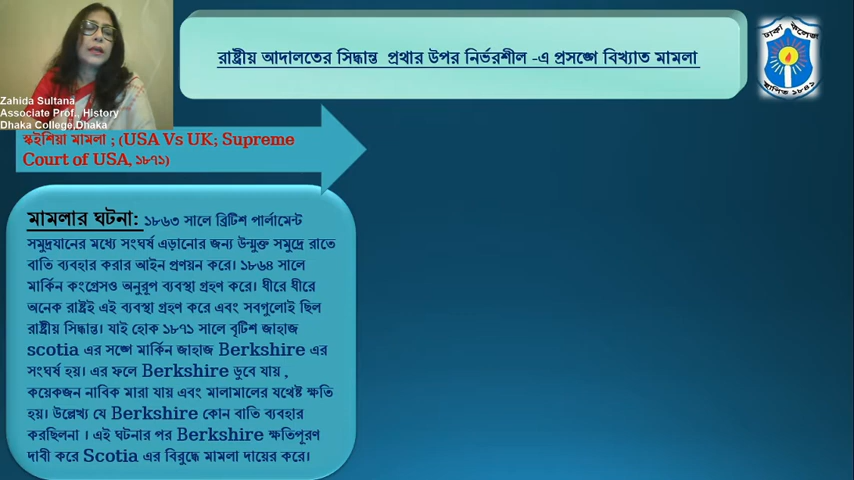 রাষ্ট্রীয় আদালতের সিদ্ধান্ত প্রথার উপর নির্ভরশীল -এ প্রসঙ্গে বিখ্যাত মামলা
ঢাকা কলেজ
স্থাপিত ১৮৪১
Zahida Sultana
Associate Prof., History
Dhaka College,Dhaka
স্কইশিয়া মামলা ; (USA Vs UK; Supreme
Court of USA, ১৮৭১)
মামলার ঘটনা: ১৮৬৩ সালে ব্রিটিশ পার্লামেন্ট
সমুদ্রযানের মধ্যে সংঘর্ষ এড়ানোর জন্য উন্মুক্ত সমুদ্রে রাতে
বাতি ব্যবহার করার আইন প্রণয়ন করে। ১৮৬৪ সালে
মার্কিন কংগ্রেসও অনুরূপ ব্যবস্থা গ্রহণ করে। ধীরে ধীরে
অনেক রাষ্ট্রই এই ব্যবস্থা গ্রহণ করে এবং সবগুলোই ছিল
রাষ্ট্রীয় সিদ্ধান্ত। যাই হোক ১৮৭১ সালে বৃটিশ জাহাজ
scotia এর সঙ্গে মার্কিন জাহাজ Berkshire এর
সংঘর্ষ হয়। এর ফলে Berkshire ডুবে যায় ,
কয়েকজন নাবিক মারা যায় এবং মালামালের যথেষ্ট ক্ষতি
হয়। উল্লেখ্য যে Berkshire কোন বাতি ব্যবহার
করছিলনা । এই ঘটনার পর Berkshire ক্ষতিপূরণ
দাবী করে Scotia এর বিরুদ্ধে মামলা দায়ের করে।